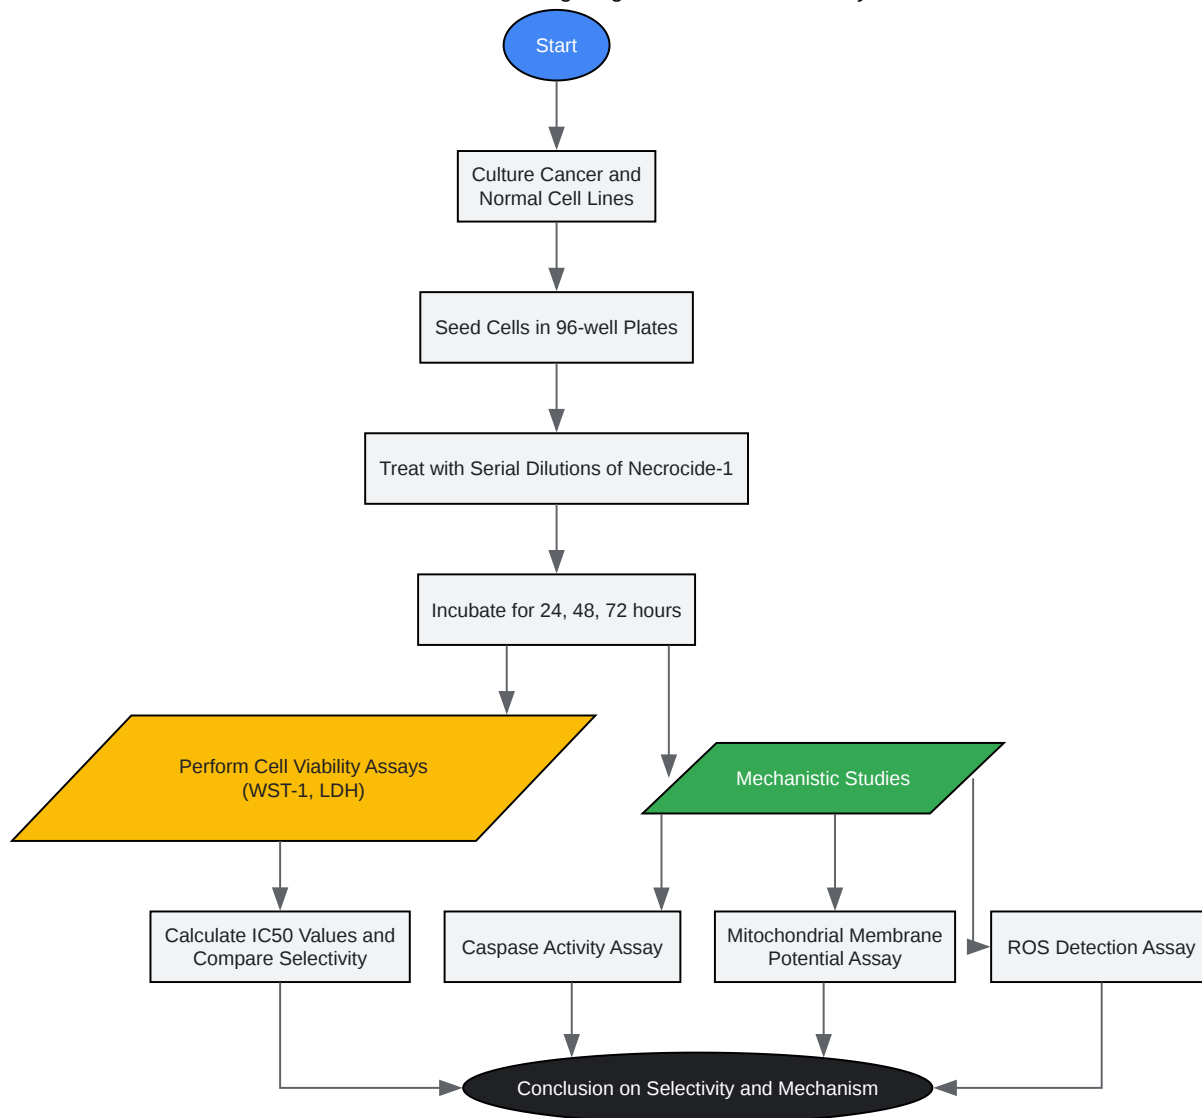 Start
Culture Cancer and
Normal Cell Lines
Seed Cells in 96-well Plates
Treat with Serial Dilutions of Necrocide-1
Incubate for 24, 48, 72 hours
Perform Cell Viability Assays
(WST-1, LDH)
Mechanistic Studies
Calculate IC50 Values and
Compare Selectivity
Caspase Activity Assay
Mitochondrial Membrane
Potential Assay
ROS Detection Assay
Conclusion on Selectivity and Mechanism